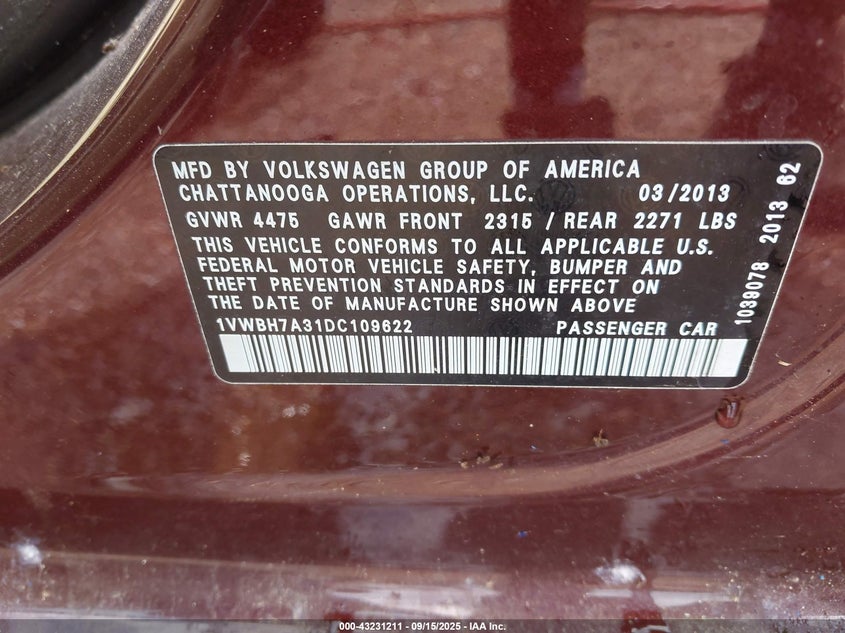 MFD BY VOLKSWAGEN GROUP OF AMERICA
CHATTANOOGA OPERATIONS, LLC. 03/2013
GVWR 4475 GAWR FRONT 2315 / REAR 2271 LBS
THIS VEHICLE CONFORMS TO ALL APPLICABLE U.S.
FEDERAL MOTOR VEHICLE SAFETY, BUMPER AND
THEFT PREVENTION STANDARDS IN EFFECT ON
THE DATE OF MANUFACTURE SHOWN ABOVE
1VWBH7A31DC109622 PASSENGER CAR
1039078 2013 62
000-43231211 - 09/15/2025 - IAA Inc.